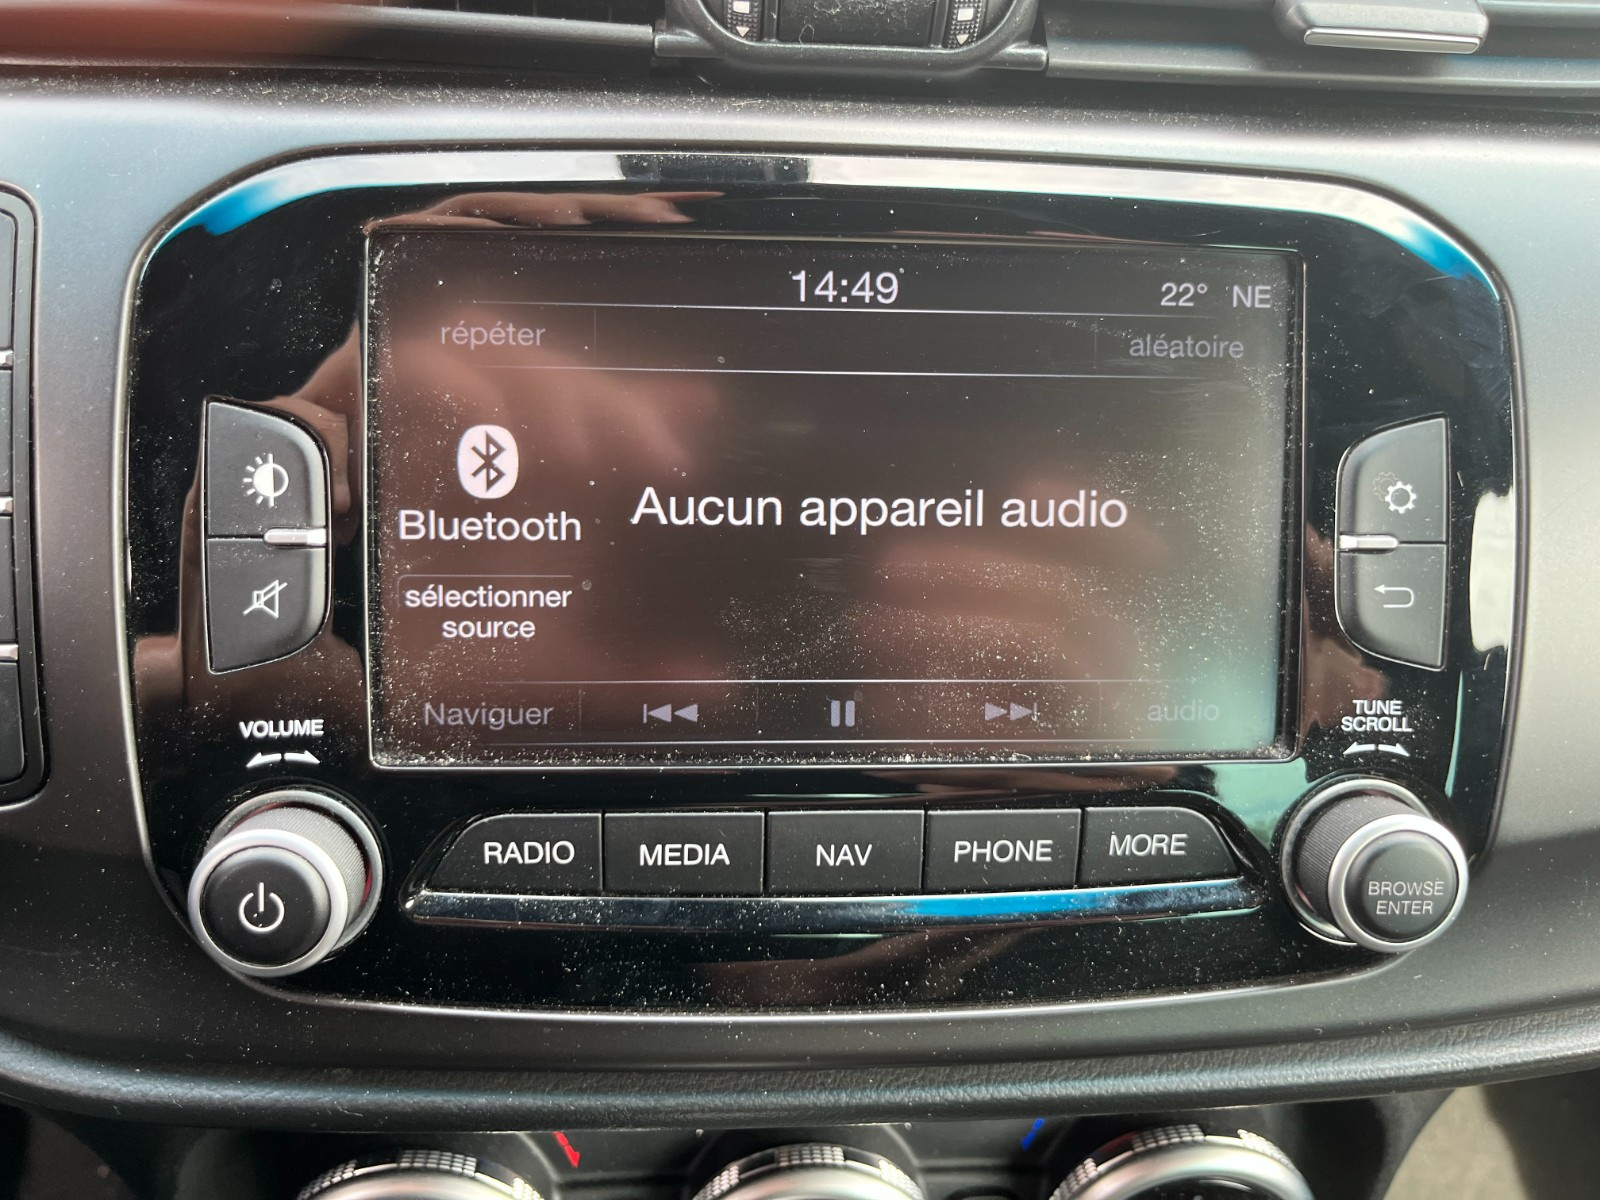 14:49
22° NE
répéter
aléatoire
Bluetooth
Aucun appareil audio
sélectionner
source
Naviguer
audio
VOLUME
TUNE
SCROLL
RADIO
MEDIA
NAV
PHONE
MORE
BROWSE
ENTER